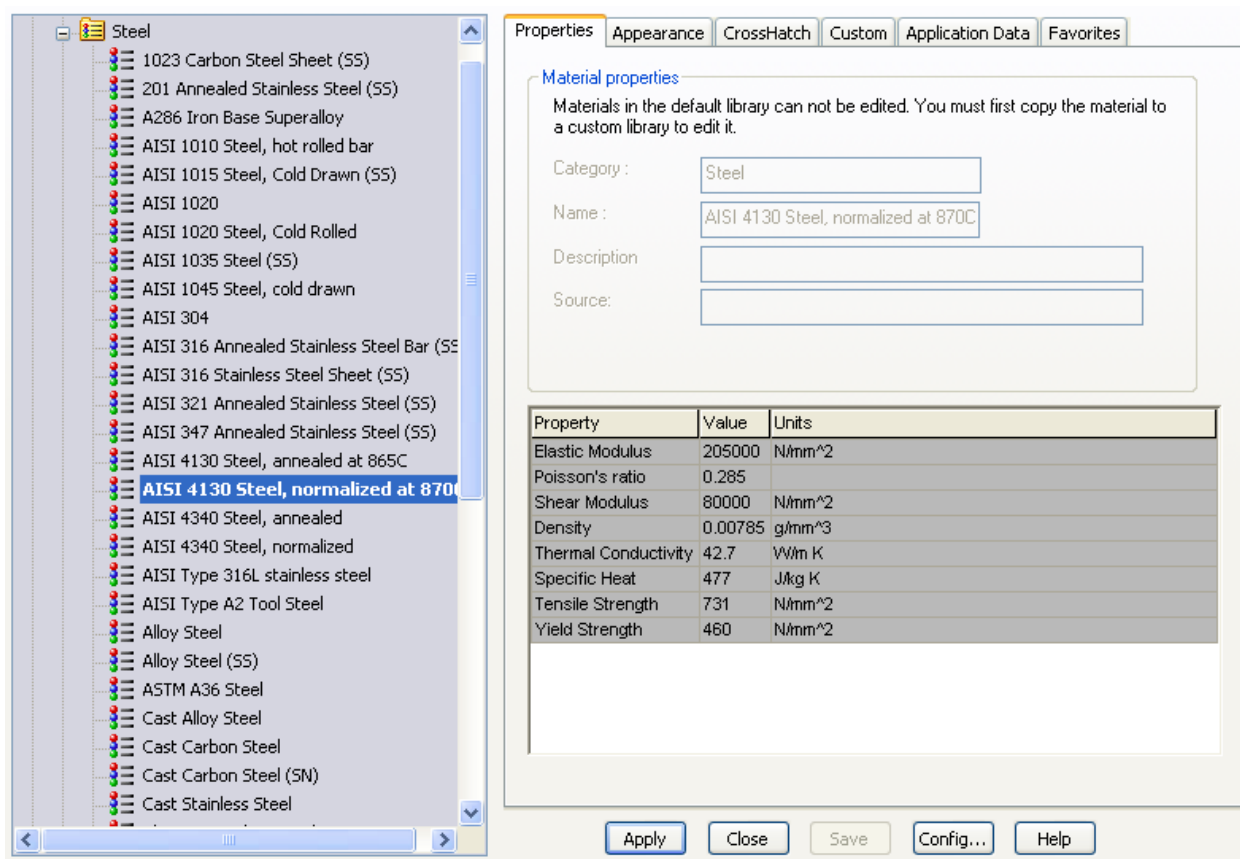 Steel
1023 Carbon Steel Sheet (SS)
201 Annealed Stainless Steel (SS)
A286 Iron Base Superalloy
AISI 1010 Steel, hot rolled bar
AISI 1015 Steel, Cold Drawn (SS)
AISI 1020
AISI 1020 Steel, Cold Rolled
AISI 1035 Steel (SS)
AISI 1045 Steel, cold drawn
AISI 304
AISI 316 Annealed Stainless Steel Bar (SS
AISI 316 Stainless Steel Sheet (SS)
AISI 321 Annealed Stainless Steel (SS)
AISI 347 Annealed Stainless Steel (SS)
AISI 4130 Steel, annealed at 865C
AISI 4130 Steel, normalized at 870
AISI 4340 Steel, annealed
AISI 4340 Steel, normalized
AISI Type 316L stainless steel
AISI Type A2 Tool Steel
Alloy Steel
Alloy Steel (SS)
ASTM A36 Steel
Cast Alloy Steel
Cast Carbon Steel
Cast Carbon Steel (SN)
Cast Stainless Steel
Properties Appearance CrossHatch Custom Application Data Favorites
Material properties
Materials in the default library can not be edited. You must first copy the material to
a custom library to edit it.
Category : Steel
Name : AISI 4130 Steel, normalized at 870C
Description
Source:
Property Value Units
Elastic Modulus 205000 N/mm^2
Poisson's ratio 0.285
Shear Modulus 80000 N/mm^2
Density 0.00785 g/mm^3
Thermal Conductivity 42.7 W/m K
Specific Heat 477 J/kg K
Tensile Strength 731 N/mm^2
Yield Strength 460 N/mm^2
Apply Close Save Config... Help